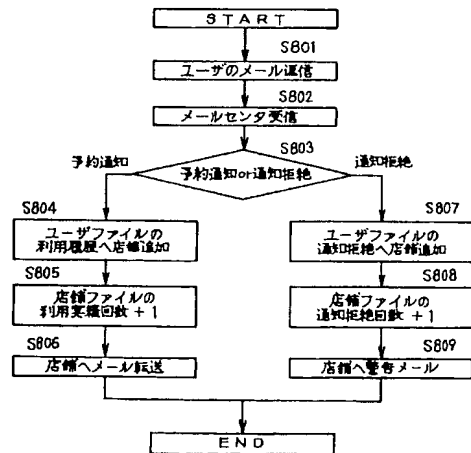 START
S801
ユーザのメール返信
S802
メールセンタ受信
S803
予約通知or通知拒絶
予約通知
通知拒絶
S804
ユーザファイルの
利用履歴へ店舗追加
S805
店舗ファイルの
利用実績回数+1
S806
店舗へメール転送
S807
ユーザファイルの
通知拒絶へ店舗追加
S808
店舗ファイルの
通知拒絶回数+1
S809
店舗へ警告メール
END